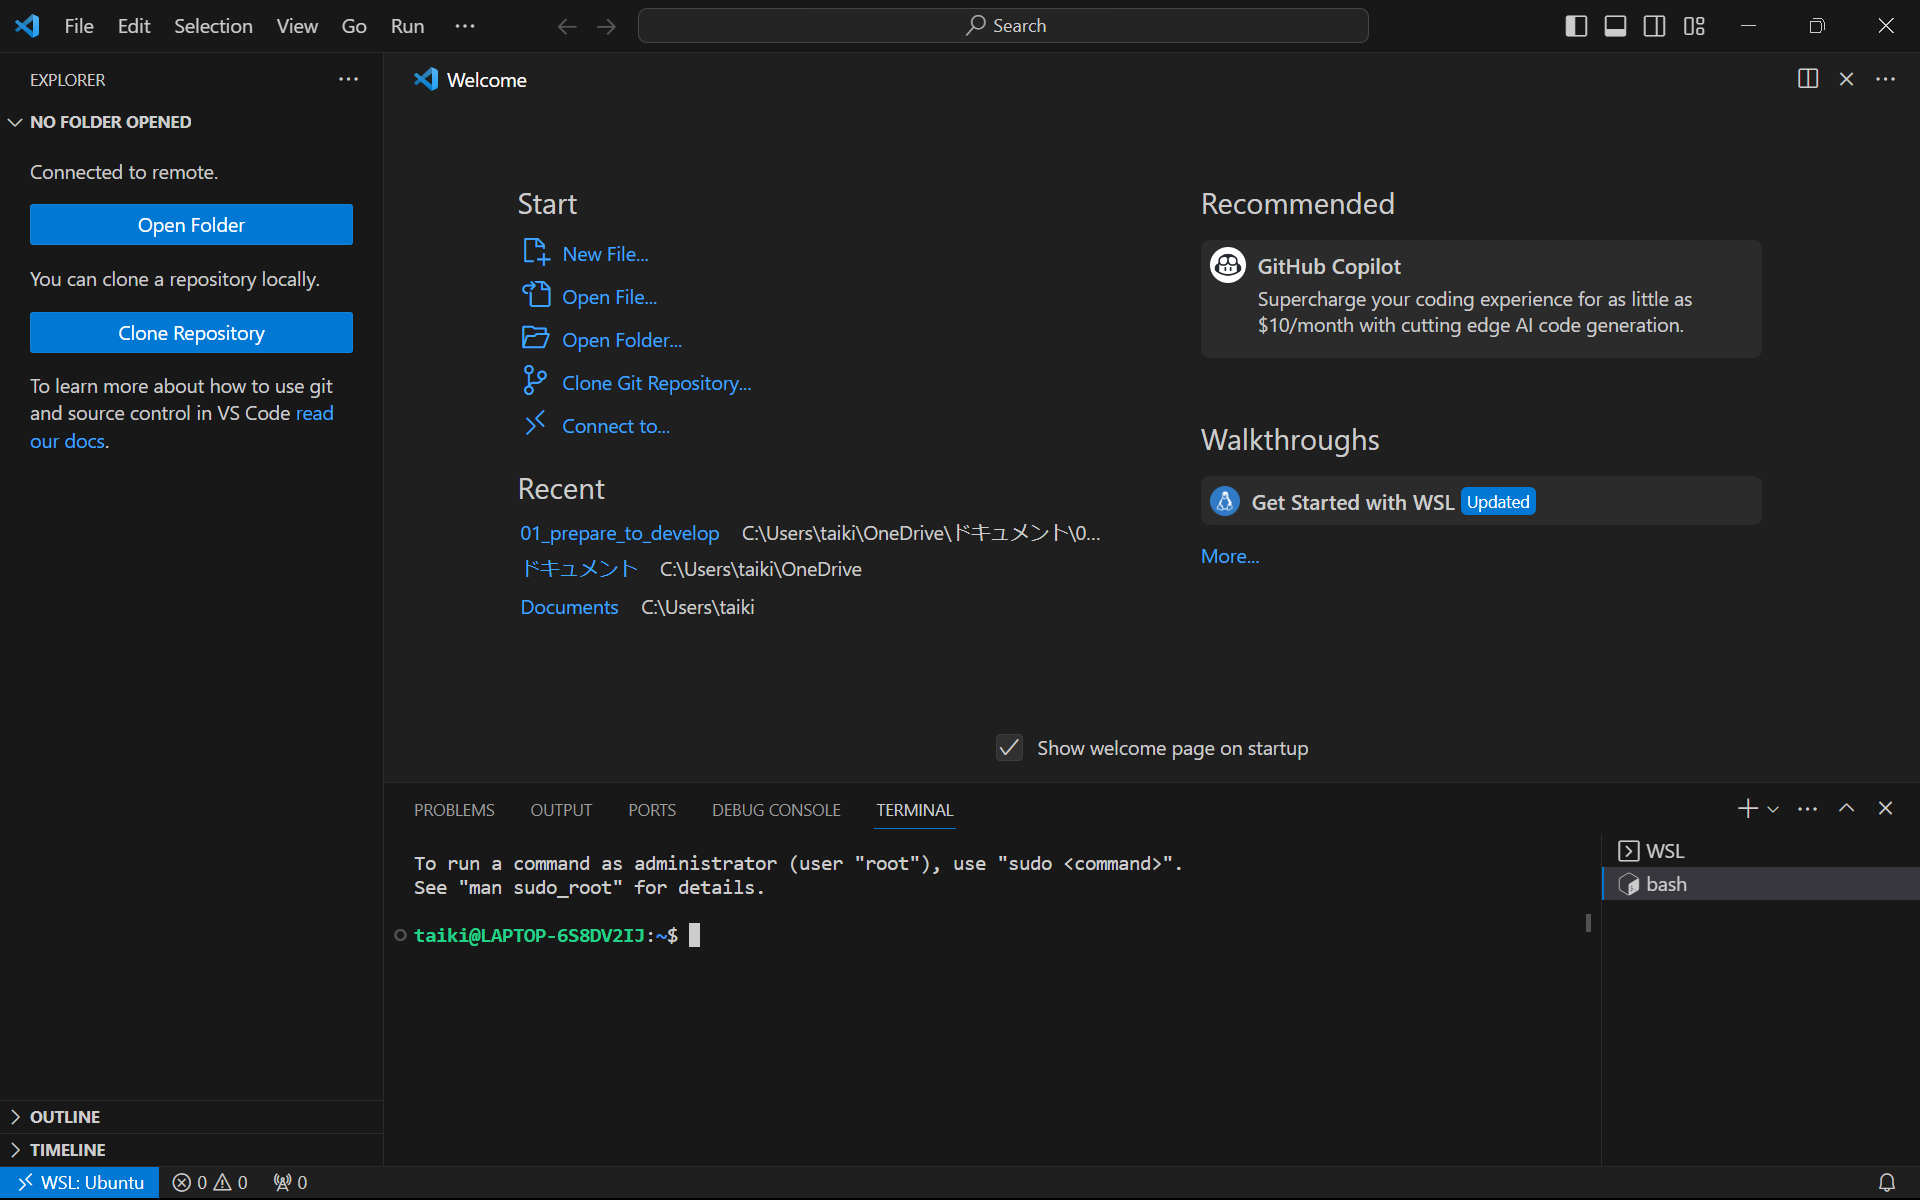 File Edit Selection View Go Run
Search
EXPLORER
NO FOLDER OPENED
Connected to remote.
Open Folder
You can clone a repository locally.
Clone Repository
To learn more about how to use git
and source control in VS Code read
our docs.
OUTLINE
TIMELINE
Welcome
Start
New File...
Open File...
Open Folder...
Clone Git Repository...
Connect to...
Recent
01_prepare_to_develop C:\Users\taiki\OneDrive\ドキュメント\0...
ドキュメント C:\Users\taiki\OneDrive
Documents C:\Users\taiki
Recommended
GitHub Copilot
Supercharge your coding experience for as little as
$10/month with cutting edge AI code generation.
Walkthroughs
Get Started with WSL Updated
More...
Show welcome page on startup
PROBLEMS OUTPUT PORTS DEBUG CONSOLE TERMINAL
To run a command as administrator (user "root"), use "sudo <command>".
See "man sudo_root" for details.
taiki@LAPTOP-6S8DV2IJ:~$
WSL
bash
WSL: Ubuntu 0 0 0